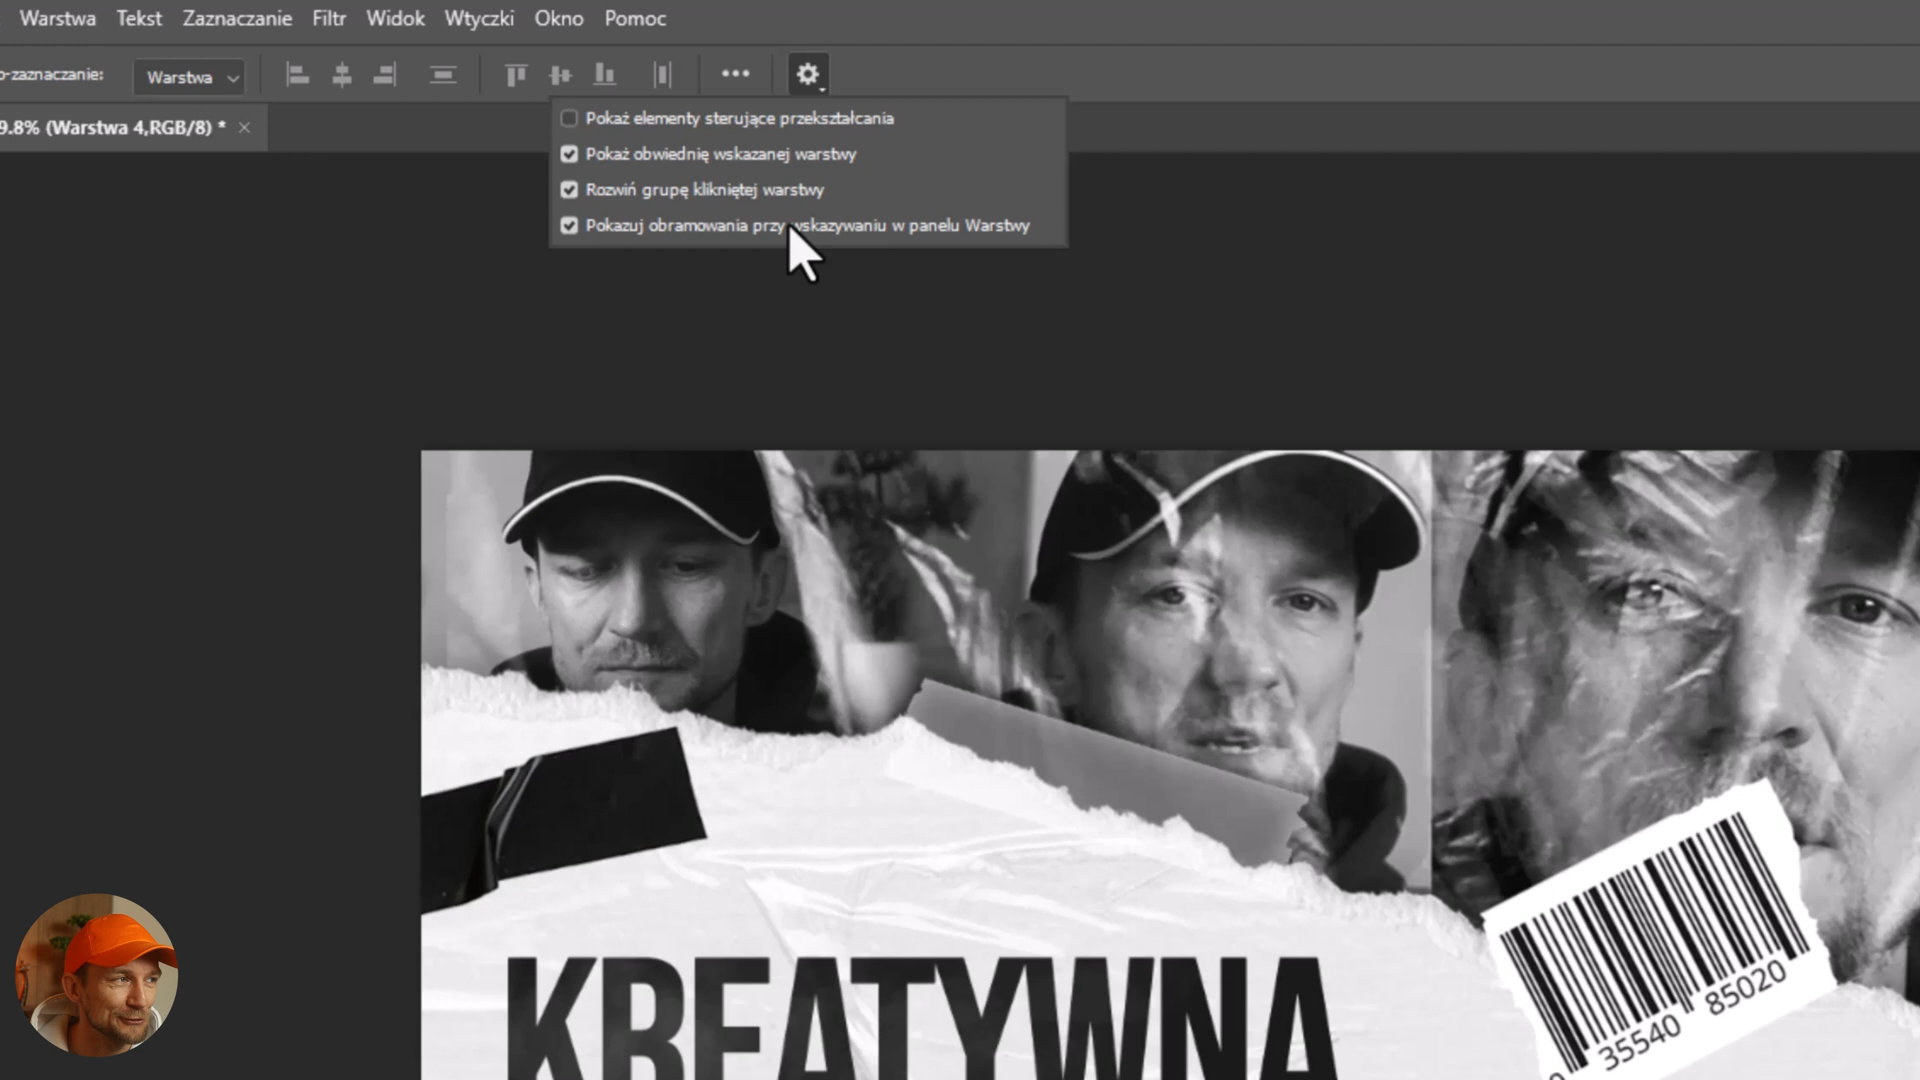 Warstwa Tekst Zaznaczanie Filtr Widok Wtyczki Okno Pomoc
o-zaznaczanie: Warstwa
Pokaż elementy sterujące przekształcania
9.8% (Warstwa 4,RGB/8) *
Pokaż obwiednię wskazanej warstwy
Rozwiń grupę klikniętej warstwy
Pokazuj obramowania przy wskazywaniu w panelu Warstwy
KREATYWNA
35540 85020